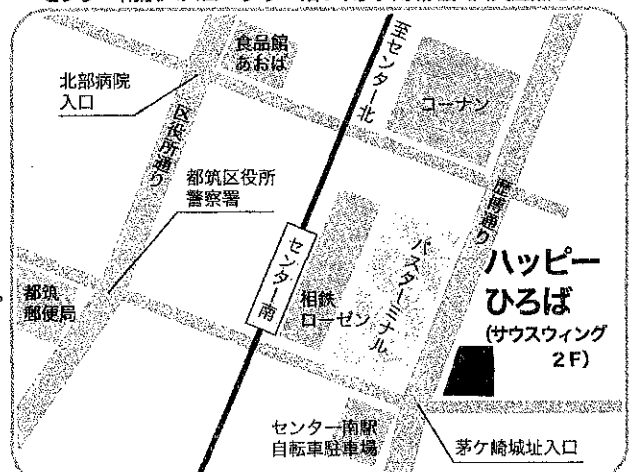 食品館
あおば
至センター北
北部病院
入口
コーナン
区役所通り
都筑区役所
警察署
歴博通り
センター南
相鉄
ローゼン
バスターミナル
ハッピー
ひろば
(サウスウィング
2F)
都筑
郵便局
センター南駅
自転車駐車場
茅ケ崎城址入口